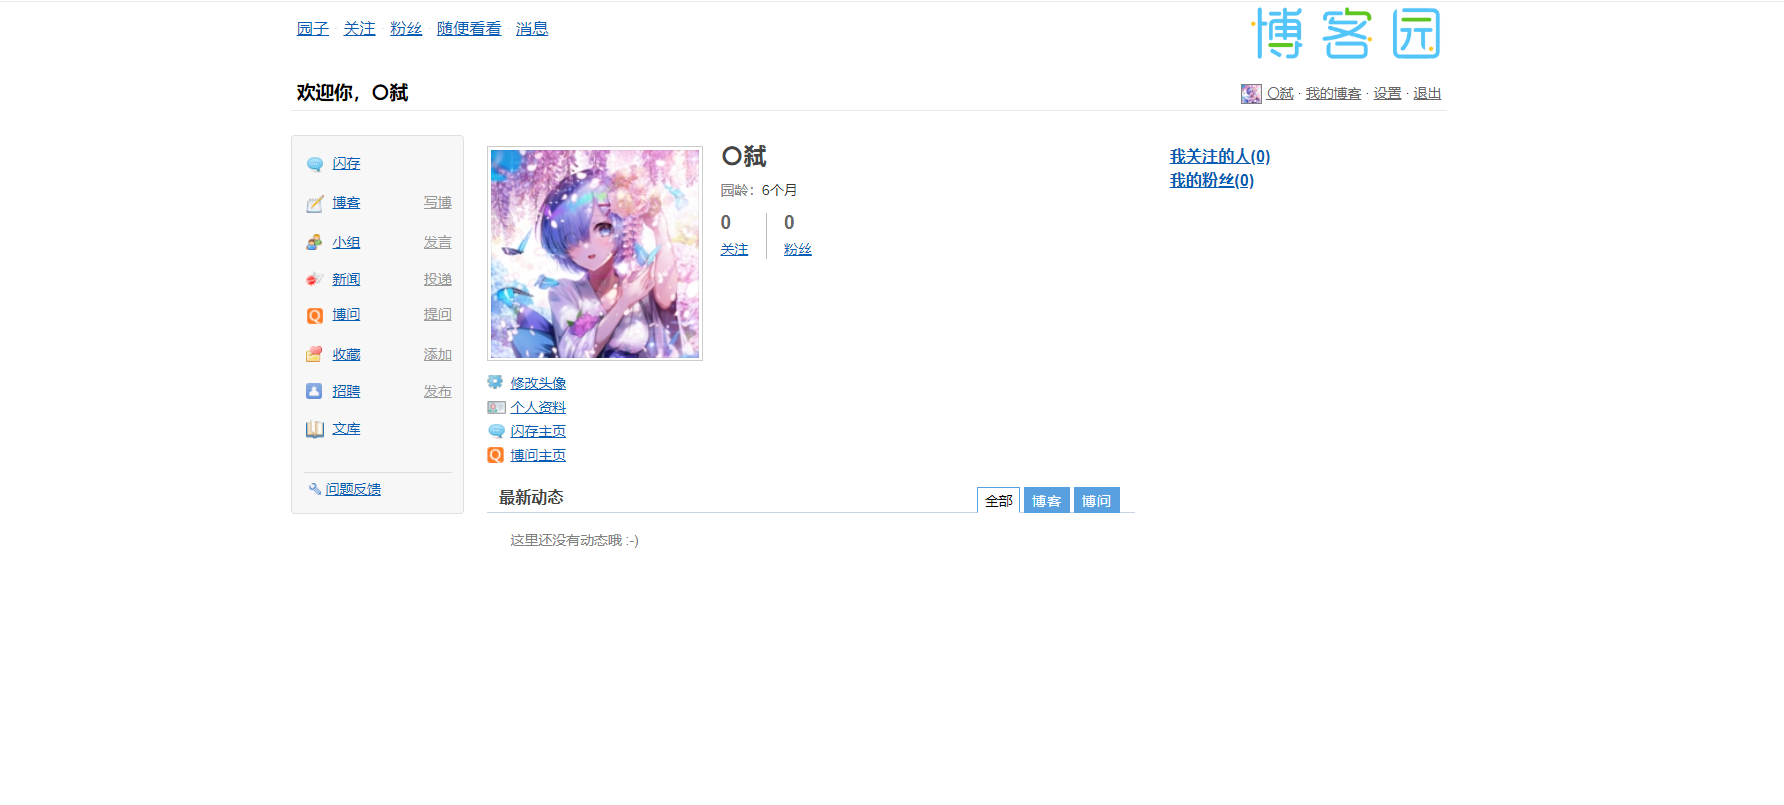 园子 关注 粉丝 随便看看 消息
博客园
欢迎你，〇弑
〇弑 · 我的博客 · 设置 · 退出
闪存
博客 写博
小组 发言
新闻 投递
博问 提问
收藏 添加
招聘 发布
文库
问题反馈
〇弑
园龄：6个月
0 0
关注 粉丝
修改头像
个人资料
闪存主页
博问主页
最新动态 全部 博客 博问
这里还没有动态哦 :-)
我关注的人(0)
我的粉丝(0)